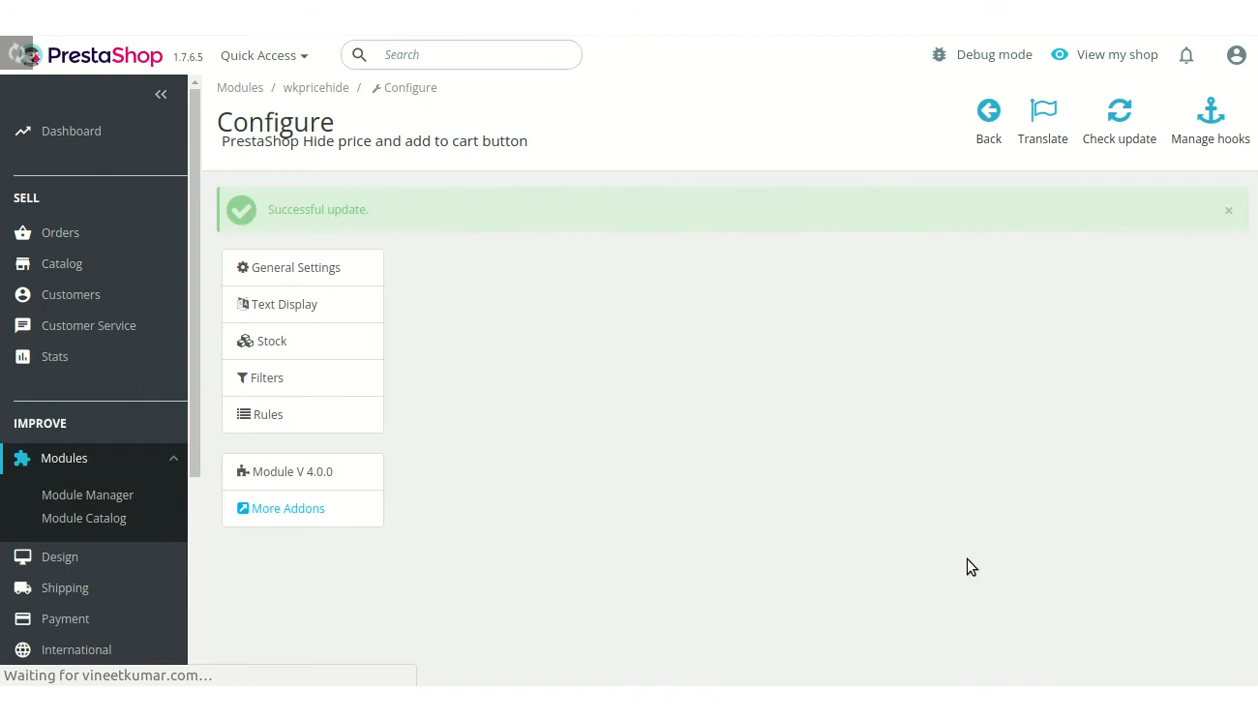 PrestaShop 1.7.6.5 Quick Access Search Debug mode View my shop
Modules / wkpricehide / Configure
Configure
PrestaShop Hide price and add to cart button
Back Translate Check update Manage hooks
Dashboard
SELL
Orders
Catalog
Customers
Customer Service
Stats
IMPROVE
Modules
Module Manager
Module Catalog
Design
Shipping
Payment
International
Successful update. ×
General Settings
Text Display
Stock
Filters
Rules
Module V 4.0.0
More Addons
Waiting for vineetkumar.com...